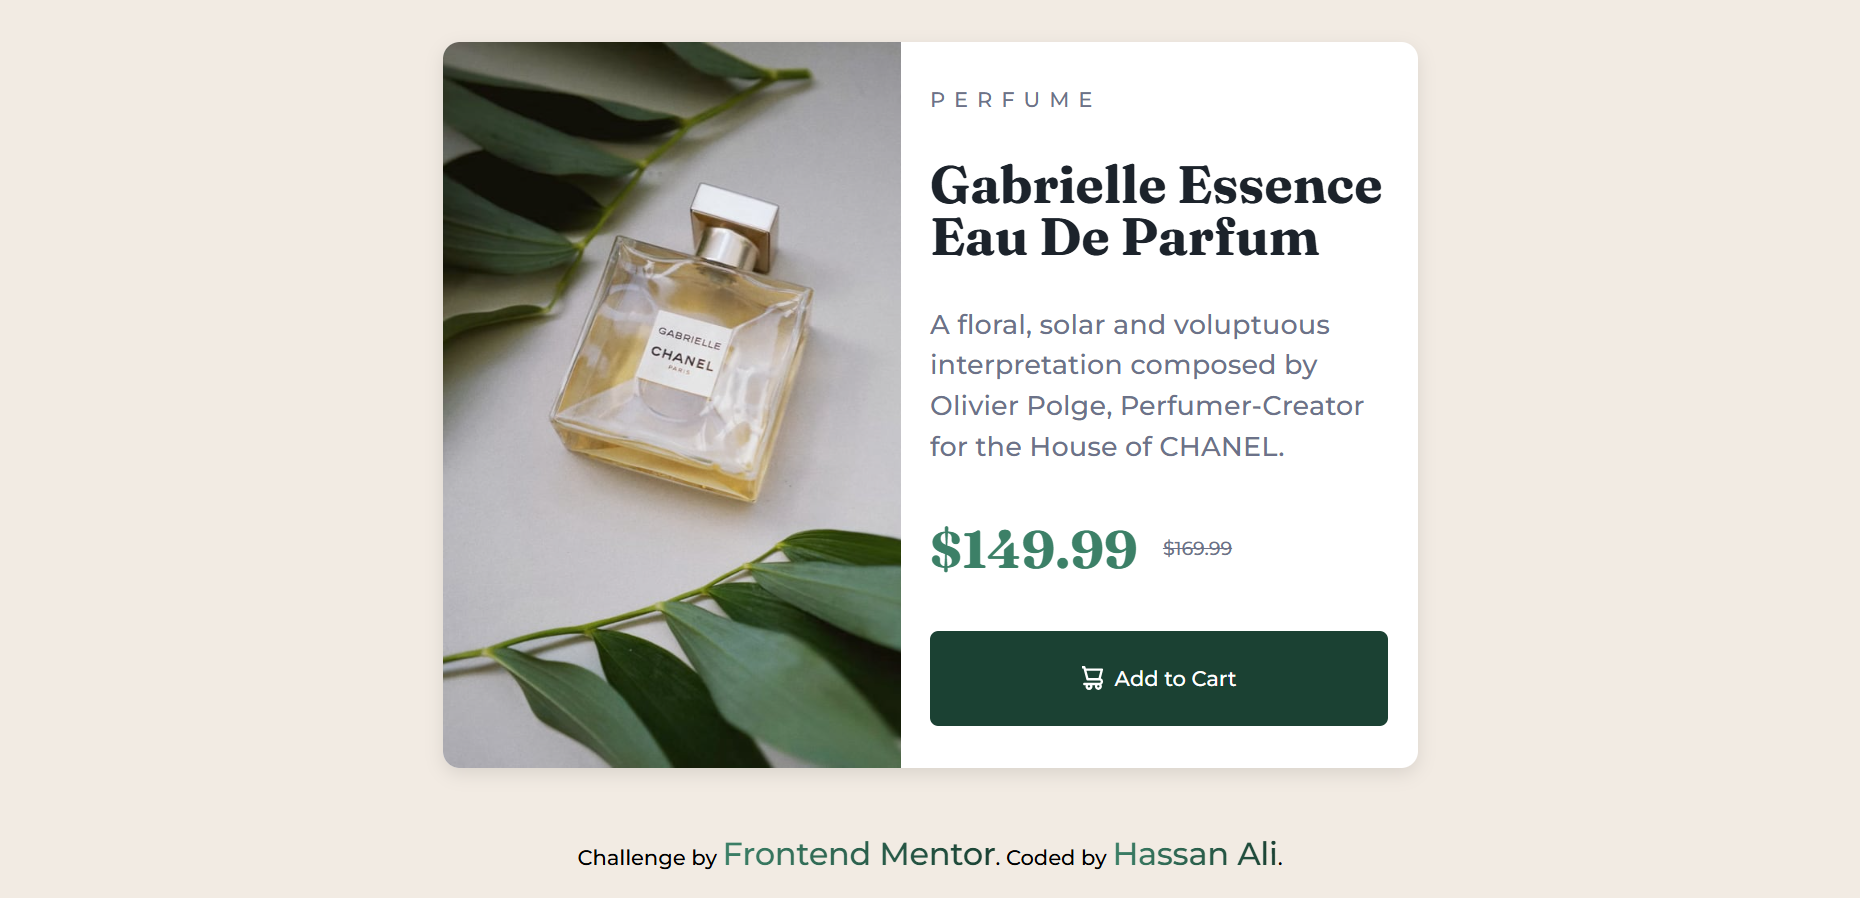 PERFUME
Gabrielle Essence
Eau De Parfum
A floral, solar and voluptuous
interpretation composed by
Olivier Polge, Perfumer-Creator
for the House of CHANEL.
$149.99 $169.99
Add to Cart
GABRIELLE
CHANEL
PARIS
Challenge by Frontend Mentor. Coded by Hassan Ali.